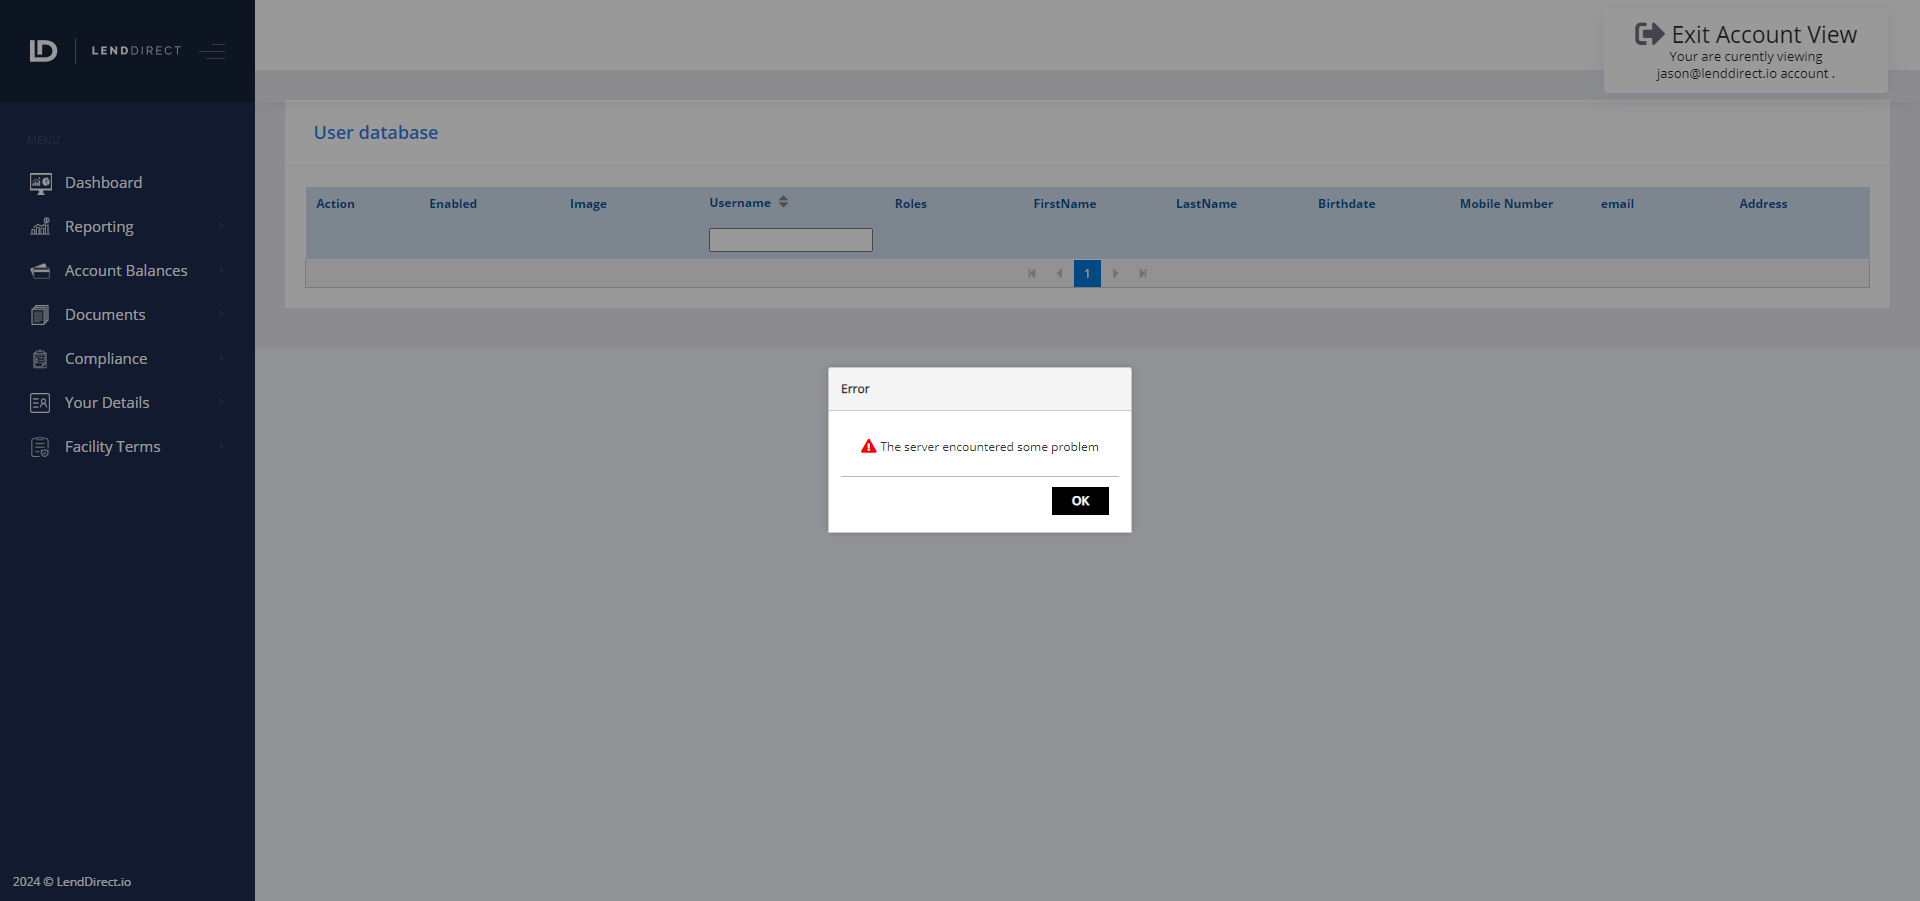 LD | LENDDIRECT
MENU
Dashboard
Reporting
Account Balances
Documents
Compliance
Your Details
Facility Terms
2024 © LendDirect.io
Exit Account View
Your are curently viewing
jason@lenddirect.io account .
User database
Action Enabled Image Username Roles FirstName LastName Birthdate Mobile Number email Address
1
Error
The server encountered some problem
OK